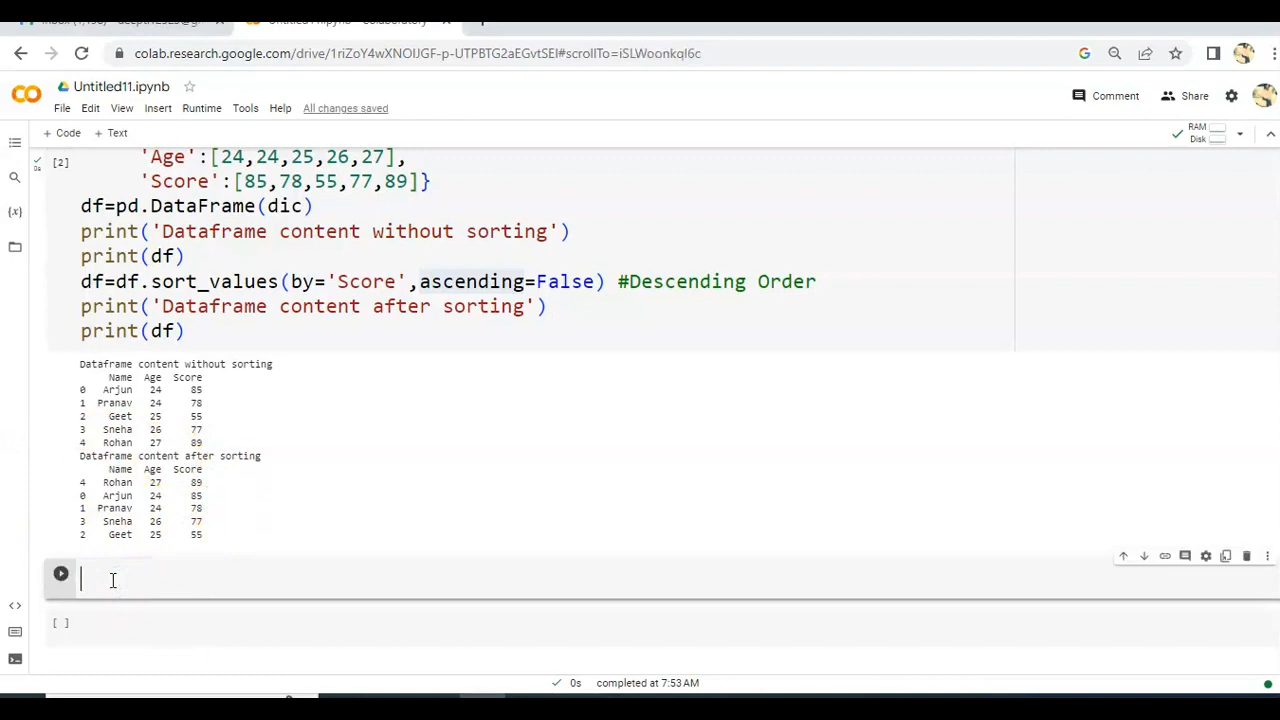 colab.research.google.com/drive/1riZoY4wXNOIJGF-p-UTPBTG2aEGvtSEI#scrollTo=iSLWoonkqI6c
Untitled11.ipynb
File Edit View Insert Runtime Tools Help All changes saved
Comment Share
+ Code + Text
RAM
Disk
[2]
0s
'Age':[24,24,25,26,27],
'Score':[85,78,55,77,89]}
df=pd.DataFrame(dic)
print('Dataframe content without sorting')
print(df)
df=df.sort_values(by='Score',ascending=False) #Descending Order
print('Dataframe content after sorting')
print(df)
Dataframe content without sorting
Name Age Score
0 Arjun 24 85
1 Pranav 24 78
2 Geet 25 55
3 Sneha 26 77
4 Rohan 27 89
Dataframe content after sorting
Name Age Score
4 Rohan 27 89
0 Arjun 24 85
1 Pranav 24 78
3 Sneha 26 77
2 Geet 25 55
[ ]
0s completed at 7:53 AM